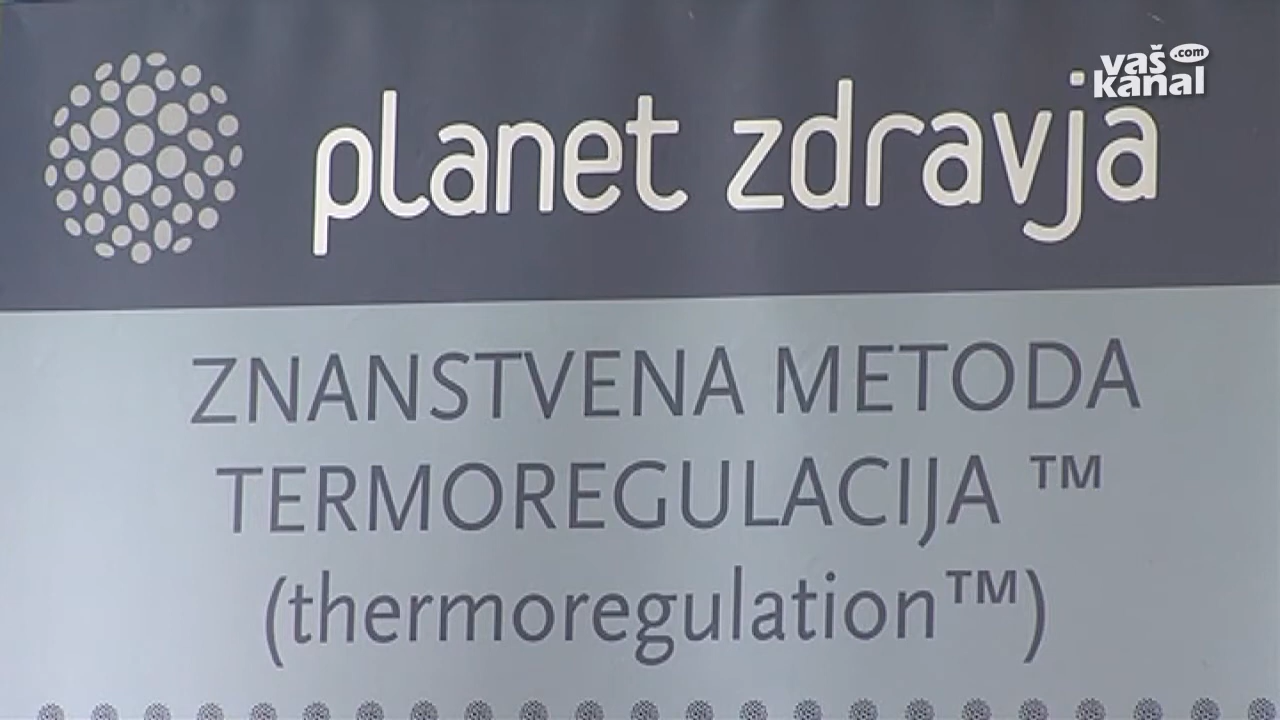 vaš
kanal
.com
planet zdravja
ZNANSTVENA METODA
TERMOREGULACIJA ™
(thermoregulation™)